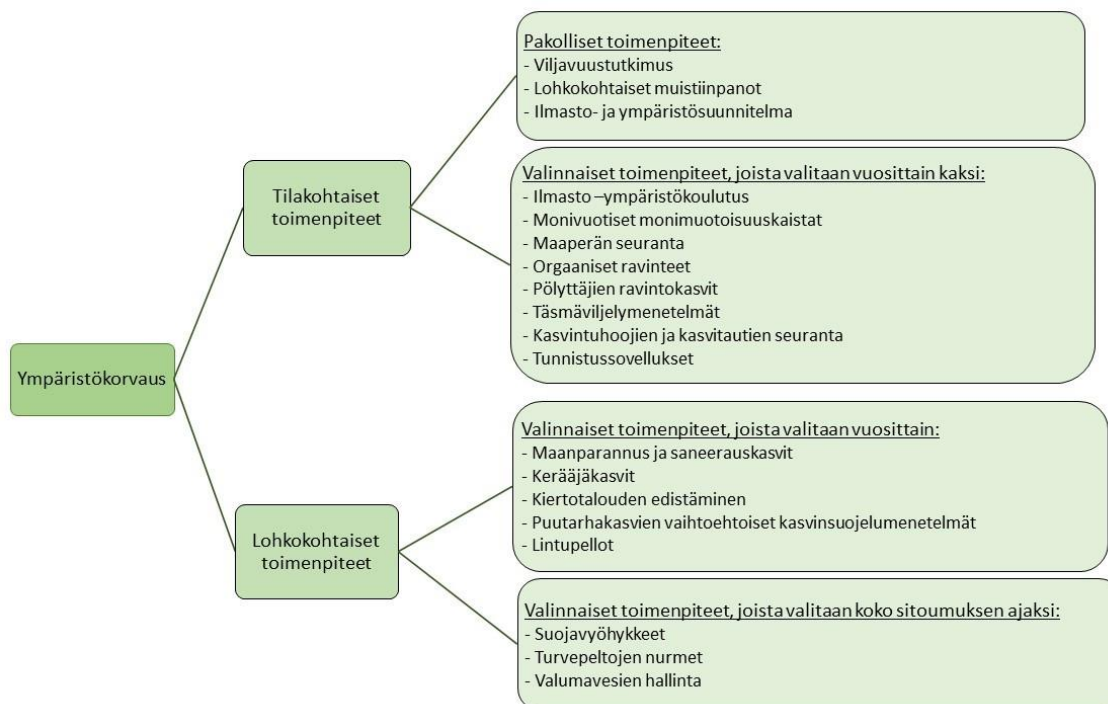 Ympäristökorvaus
Tilakohtaiset
toimenpiteet
Pakolliset toimenpiteet:
- Viljavuustutkimus
- Lohkokohtaiset muistiinpanot
- Ilmasto- ja ympäristösuunnitelma
Valinnaiset toimenpiteet, joista valitaan vuosittain kaksi:
- Ilmasto –ympäristökoulutus
- Monivuotiset monimuotoisuuskaistat
- Maaperän seuranta
- Orgaaniset ravinteet
- Pölyttäjien ravintokasvit
- Täsmäviljelymenetelmät
- Kasvintuhoojien ja kasvitautien seuranta
- Tunnistussovellukset
Lohkokohtaiset
toimenpiteet
Valinnaiset toimenpiteet, joista valitaan vuosittain:
- Maanparannus ja saneerauskasvit
- Kerääjäkasvit
- Kiertotalouden edistäminen
- Puutarhakasvien vaihtoehtoiset kasvinsuojelumenetelmät
- Lintupellot
Valinnaiset toimenpiteet, joista valitaan koko sitoumuksen ajaksi:
- Suojavyöhykkeet
- Turvepeltojen nurmet
- Valumavesien hallinta